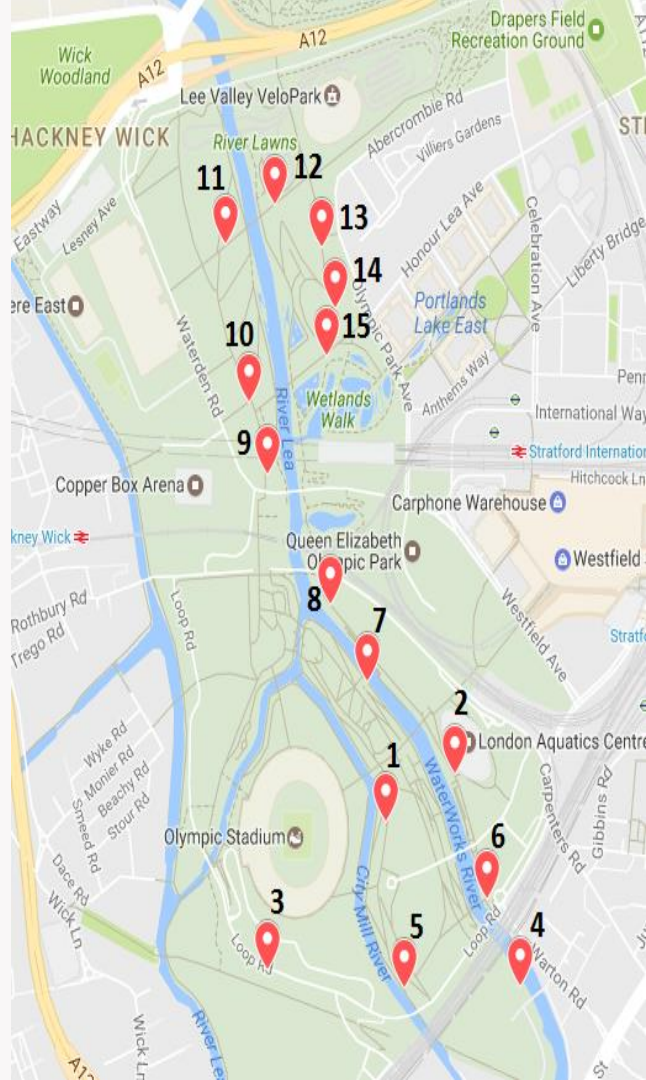 Drapers Field
Recreation Ground
A12
Wick
Woodland
A12
Lee Valley VeloPark
Abercrombie Rd
HACKNEY WICK
River Lawns
Villiers Gardens
12
11
13
Eastway
Lesney Ave
Honour Lea Ave
Celebration Ave
Liberty Bridge
14
Olympic Park Ave
Portlands
Lake East
ere East
15
Waterden Rd
10
Anthems Way
River Lea
Wetlands
Walk
International Way
9
Stratford Internation
Hitchcock Ln
Copper Box Arena
Carphone Warehouse
kney Wick
Queen Elizabeth
Olympic Park
Westfield
8
Rothbury Rd
Trego Rd
Loop Rd
7
Westfield Ave
Stratf
2
London Aquatics Centre
Wyke Rd
Monier Rd
Beachy Rd
Stour Rd
Smeed Rd
1
WaterWorks River
Carpenters Rd
Gibbins Rd
Olympic Stadium
6
Dace Rd
Wick Ln
City Mill River
3
Loop Rd
5
Loop Rd
4
Warton Rd
Wick Ln
River Le
A12
St